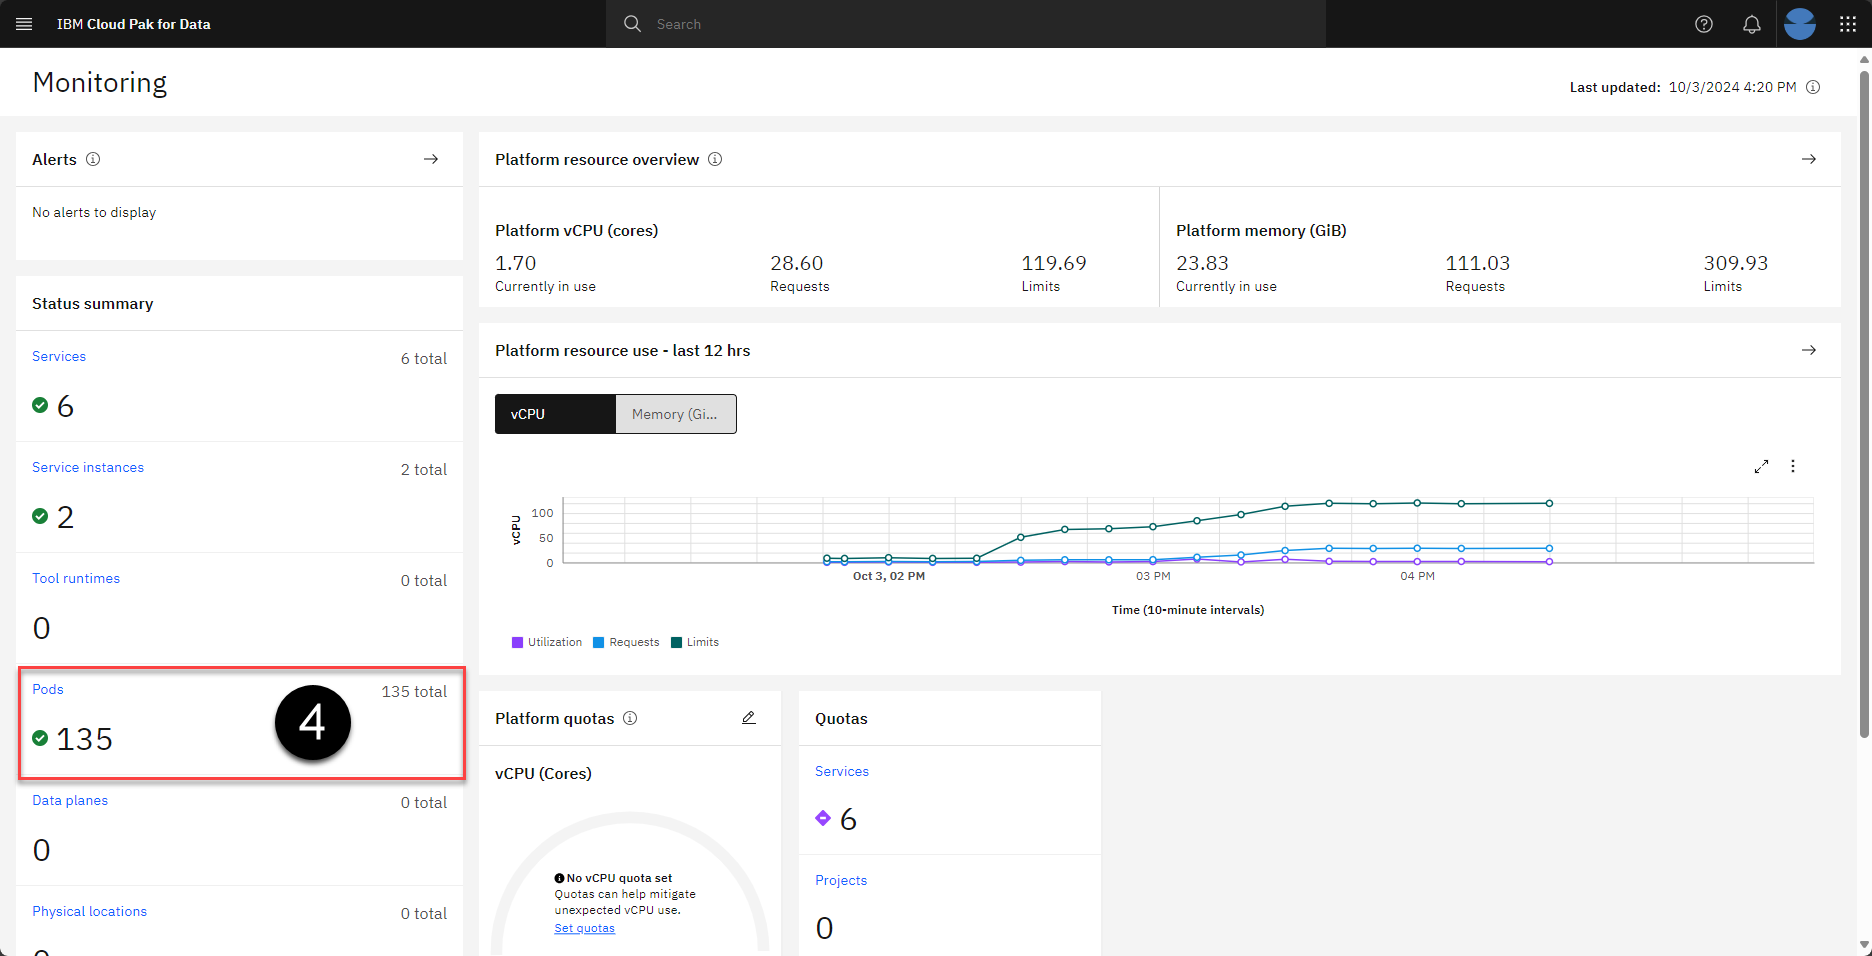 IBM Cloud Pak for Data
Search
Monitoring
Last updated: 10/3/2024 4:20 PM
Alerts
No alerts to display
Status summary
Services 6 total
6
Service instances 2 total
2
Tool runtimes 0 total
0
Pods 135 total
135
4
Data planes 0 total
0
Physical locations 0 total
Platform resource overview
Platform vCPU (cores)
1.70 28.60 119.69
Currently in use Requests Limits
Platform memory (GiB)
23.83 111.03 309.93
Currently in use Requests Limits
Platform resource use - last 12 hrs
vCPU Memory (Gi...
vCPU
100
50
0
Oct 3, 02 PM 03 PM 04 PM
Time (10-minute intervals)
Utilization Requests Limits
Platform quotas
vCPU (Cores)
No vCPU quota set
Quotas can help mitigate
unexpected vCPU use.
Set quotas
Quotas
Services
6
Projects
0